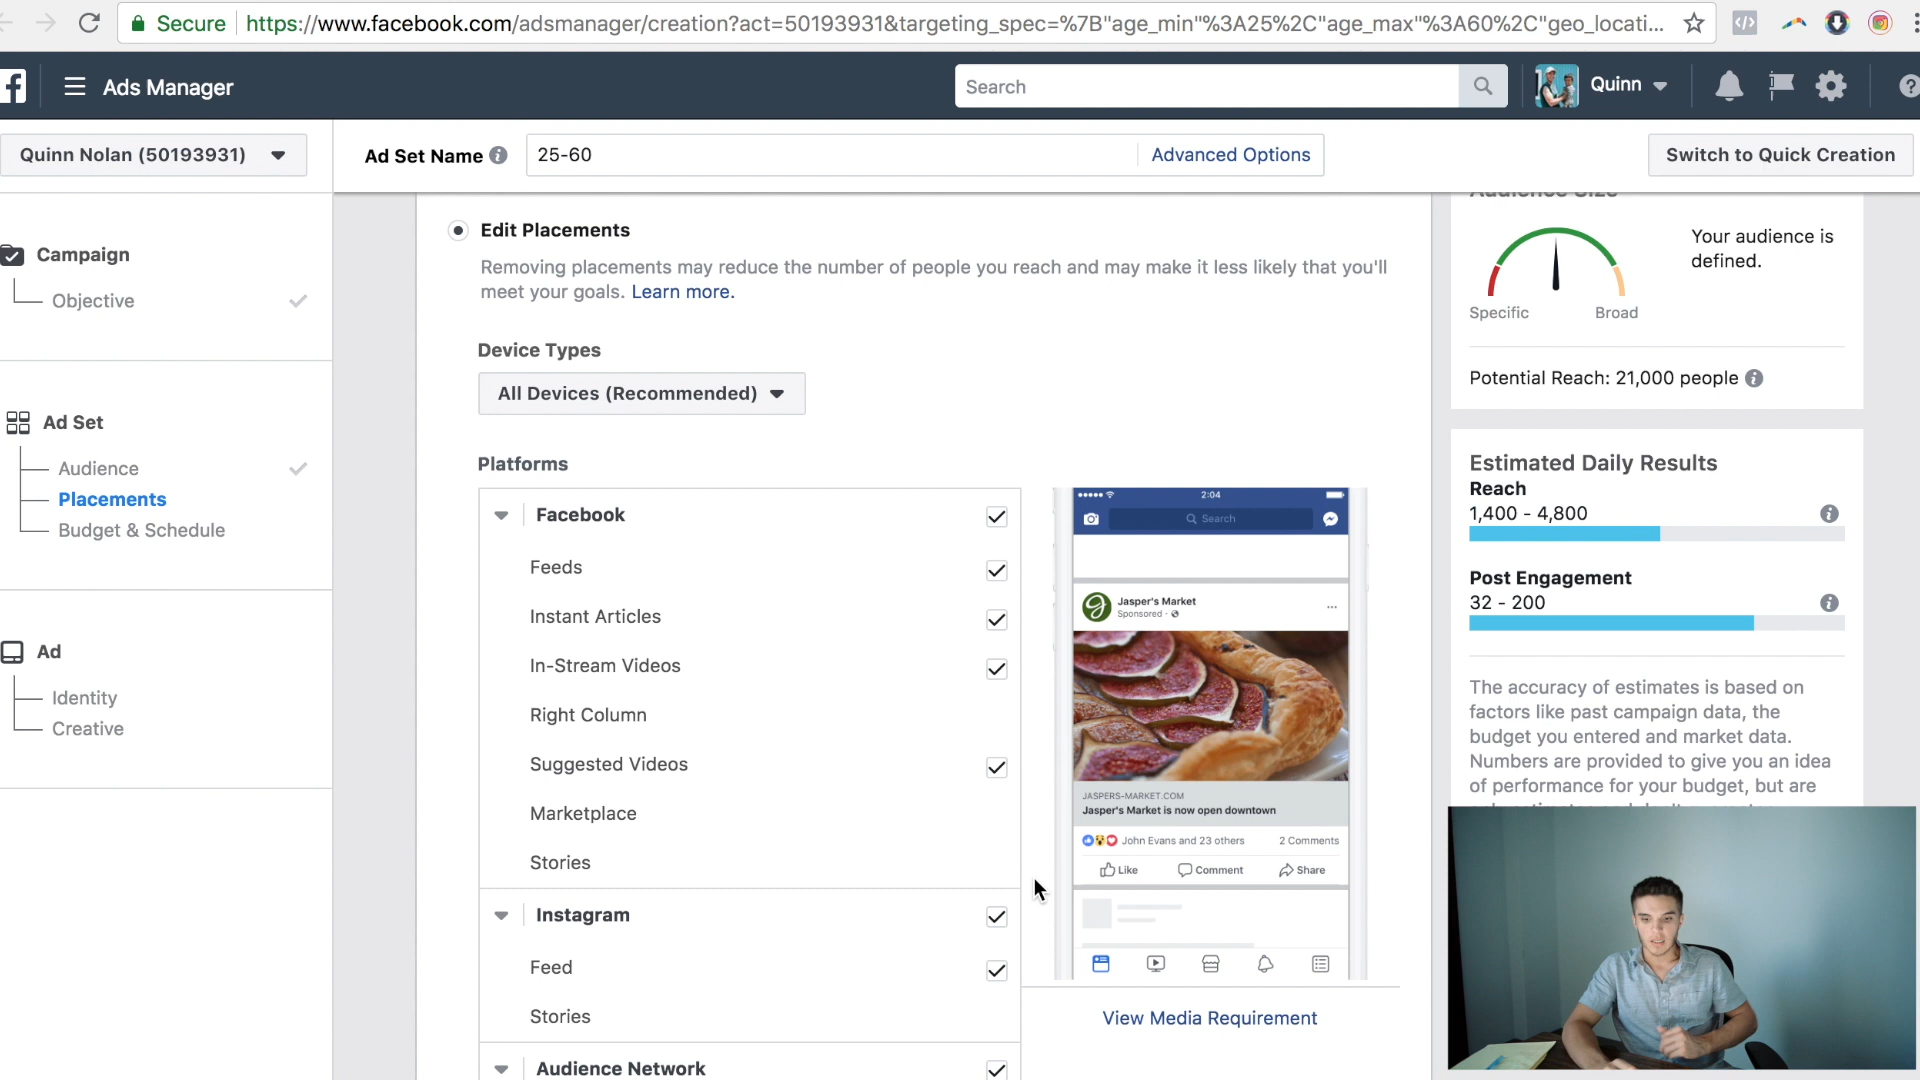 Secure
https://www.facebook.com/adsmanager/creation?act=50193931&targeting_spec=%7B"age_min"%3A25%2C"age_max"%3A60%2C"geo_locati...
Ads Manager
Search
Quinn
Quinn Nolan (50193931)
Ad Set Name
25-60
Advanced Options
Switch to Quick Creation
Campaign
Objective
Ad Set
Audience
Placements
Budget & Schedule
Ad
Identity
Creative
Edit Placements
Removing placements may reduce the number of people you reach and may make it less likely that you'll
meet your goals. Learn more.
Device Types
All Devices (Recommended)
Platforms
Facebook
Feeds
Instant Articles
In-Stream Videos
Right Column
Suggested Videos
Marketplace
Stories
Instagram
Feed
Stories
Audience Network
2:04
Search
Jasper's Market
Sponsored
JASPERS-MARKET.COM
Jasper's Market is now open downtown
John Evans and 23 others
2 Comments
Like
Comment
Share
View Media Requirement
Audience Size
Your audience is
defined.
Specific
Broad
Potential Reach: 21,000 people
Estimated Daily Results
Reach
1,400 - 4,800
Post Engagement
32 - 200
The accuracy of estimates is based on
factors like past campaign data, the
budget you entered and market data.
Numbers are provided to give you an idea
of performance for your budget, but are